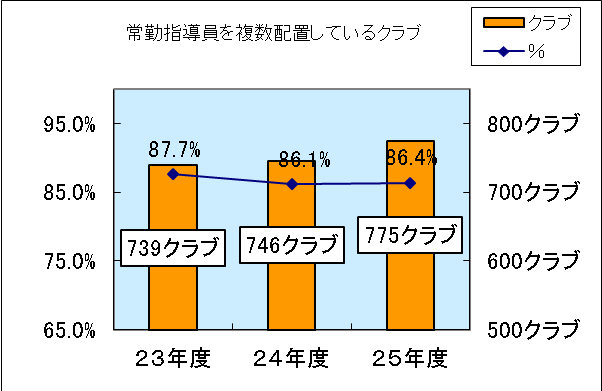 常勤指導員を複数配置しているクラブ
クラブ
%
95.0%
85.0%
75.0%
65.0%
800クラブ
700クラブ
600クラブ
500クラブ
87.7%
86.1%
86.4%
739クラブ
746クラブ
775クラブ
23年度
24年度
25年度